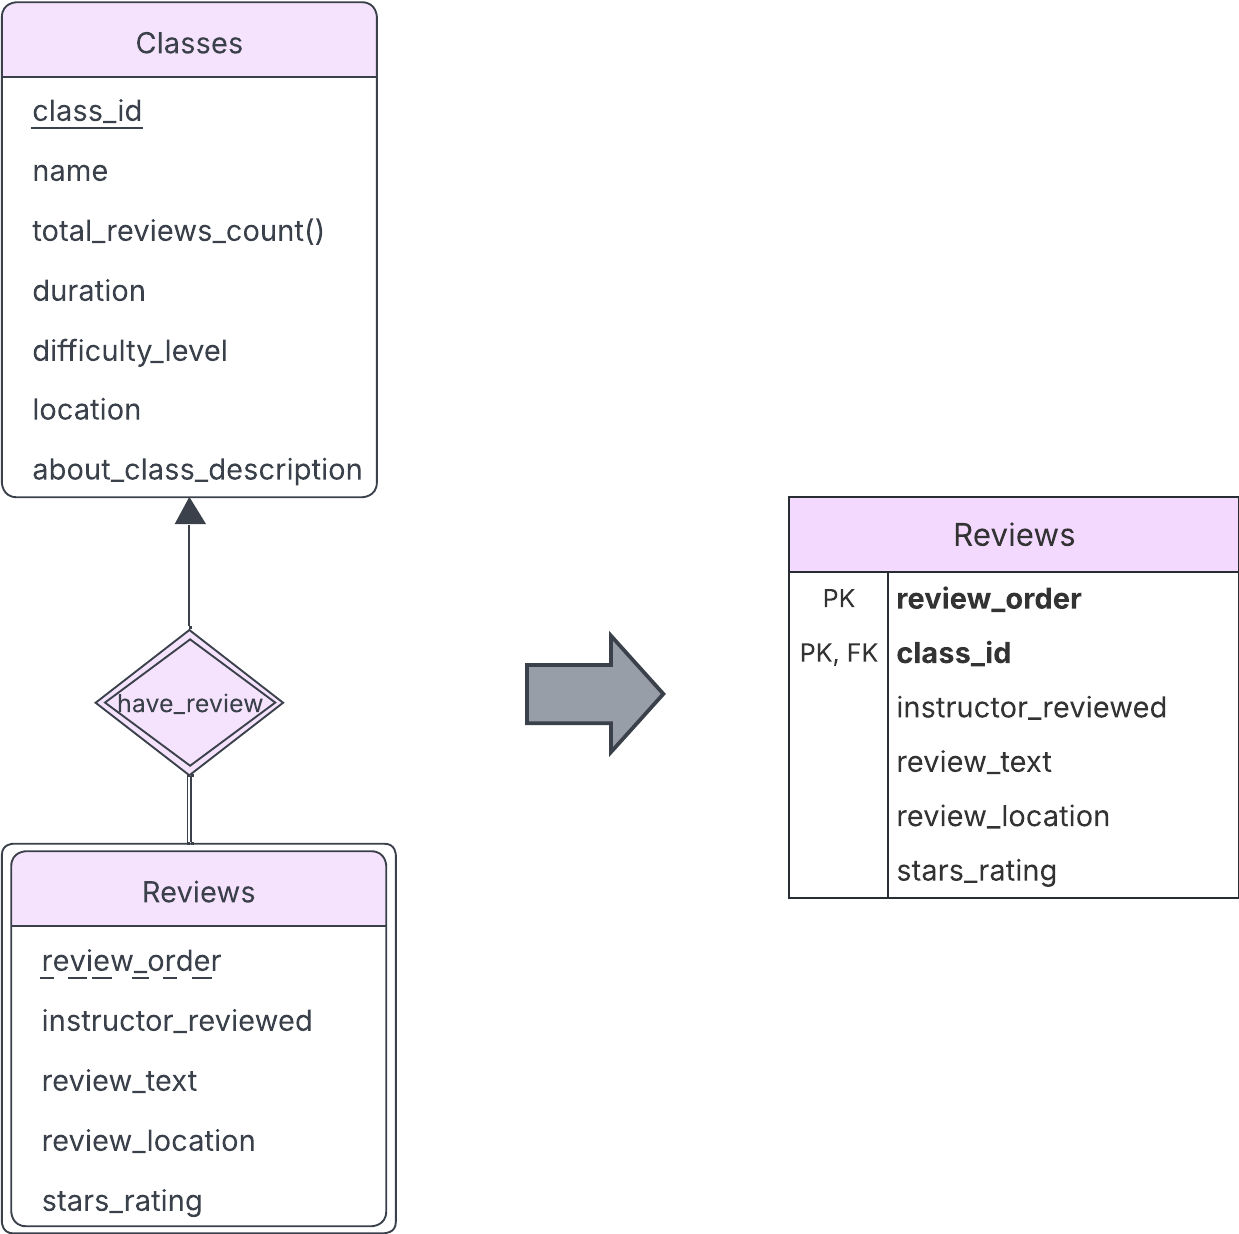 Classes
class_id
name
total_reviews_count()
duration
difficulty_level
location
about_class_description
have_review
Reviews
review_order
instructor_reviewed
review_text
review_location
stars_rating
Reviews
PK review_order
PK, FK class_id
instructor_reviewed
review_text
review_location
stars_rating